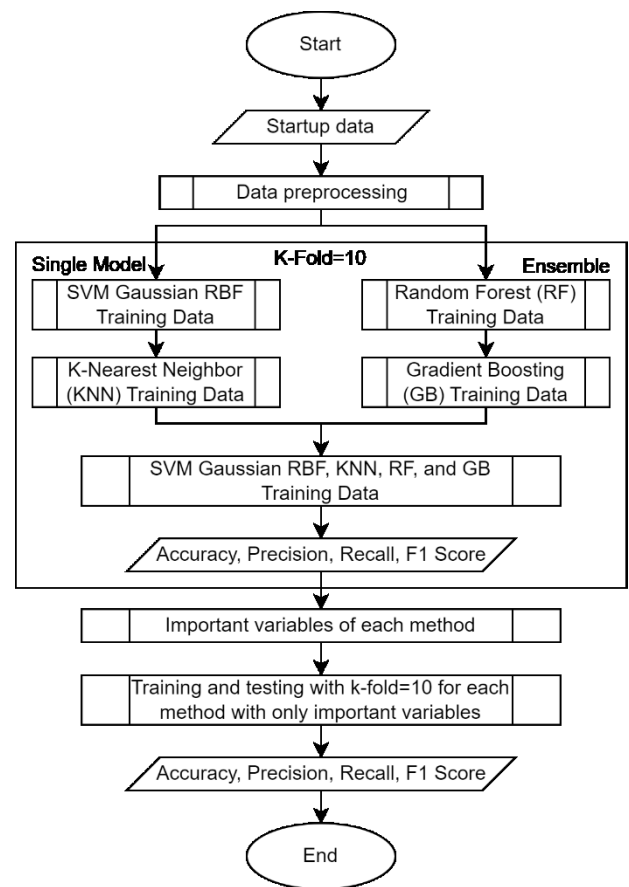 Start
Startup data
Data preprocessing
K-Fold=10
Single Model
Ensemble
SVM Gaussian RBF
Training Data
K-Nearest Neighbor
(KNN) Training Data
Random Forest (RF)
Training Data
Gradient Boosting
(GB) Training Data
SVM Gaussian RBF, KNN, RF, and GB
Training Data
Accuracy, Precision, Recall, F1 Score
Important variables of each method
Training and testing with k-fold=10 for each
method with only important variables
Accuracy, Precision, Recall, F1 Score
End